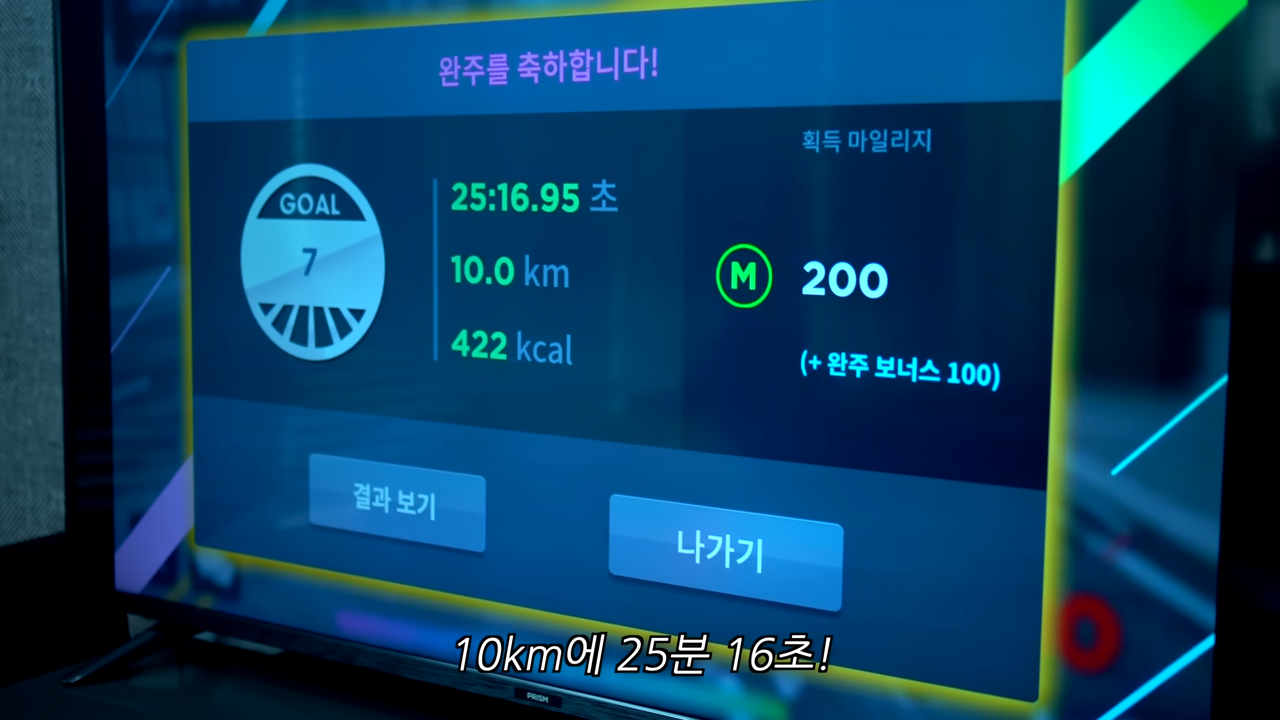 완주를 축하합니다!
GOAL
7
25:16.95 초
10.0 km
422 kcal
획득 마일리지
M 200
(+ 완주 보너스 100)
결과 보기
나가기
10km에 25분 16초!
PRISM